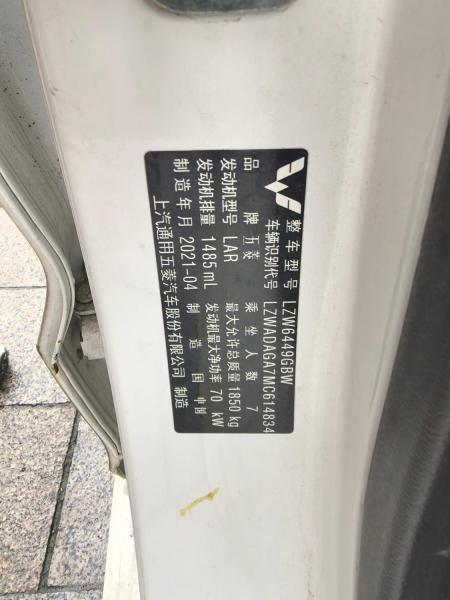 整车型号 LZW6449GBW
车辆识别代号 LZWADAGA7MC614834
品牌 五菱 乘坐人数 7
发动机型号 LAR 最大允许总质量 1850 kg
发动机排量 1485 mL 发动机最大净功率 70 kW
制造年月 2021-04 制造国 中国
上汽通用五菱汽车股份有限公司 制造